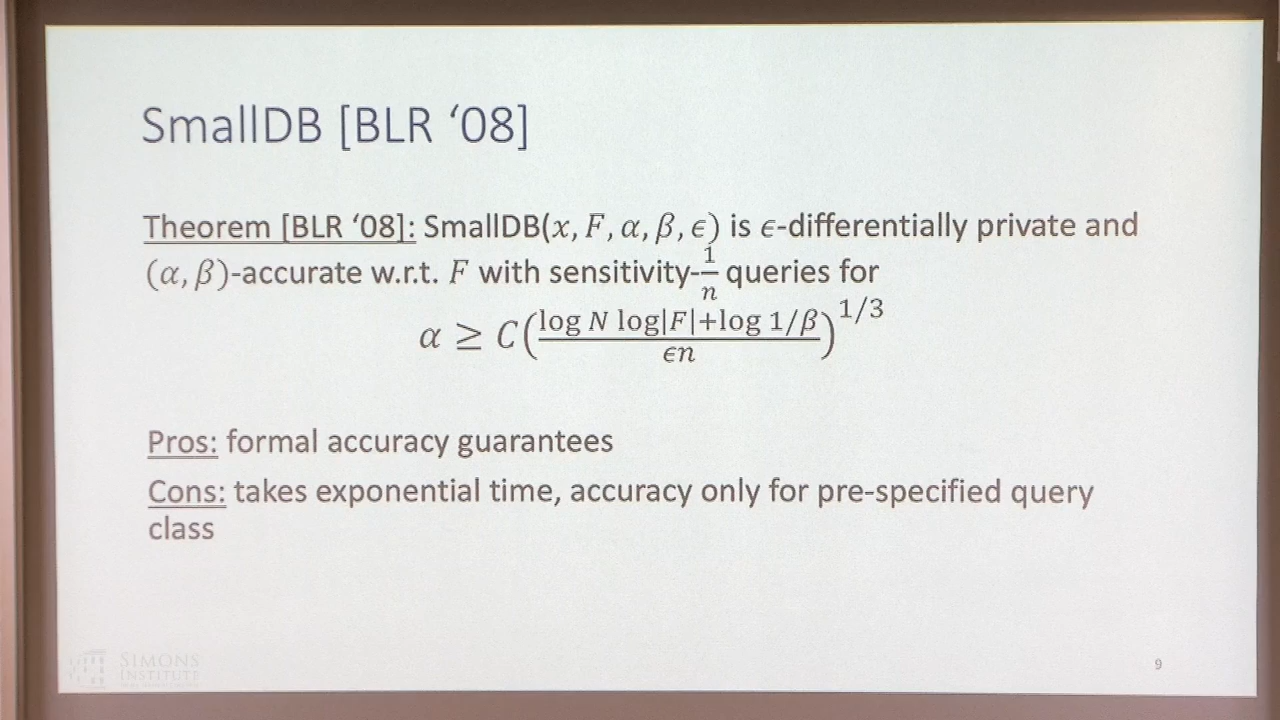 SmallDB [BLR ‘08]
Theorem [BLR ‘08]: SmallDB(x, F, α, β, ϵ) is ϵ-differentially private and
(α, β)-accurate w.r.t. F with sensitivity-1/n queries for
α ≥ C(log N log|F|+log 1/β / ϵn)^1/3
Pros: formal accuracy guarantees
Cons: takes exponential time, accuracy only for pre-specified query
class
SIMONS
INSTITUTE
9